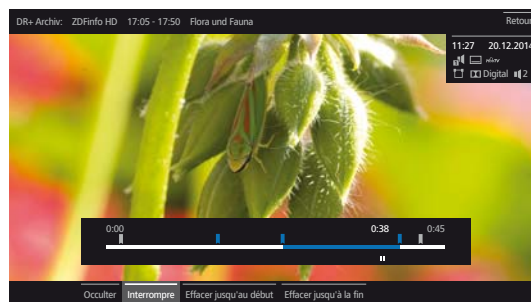 DR+ Archiv: ZDFinfo HD 17:05 - 17:50 Flora und Fauna Retour
11:27 20.12.2014
Digital 2
0:00 0:38 0:45
Occulter Interrompre Effacer jusqu'au début Effacer jusqu'à la fin